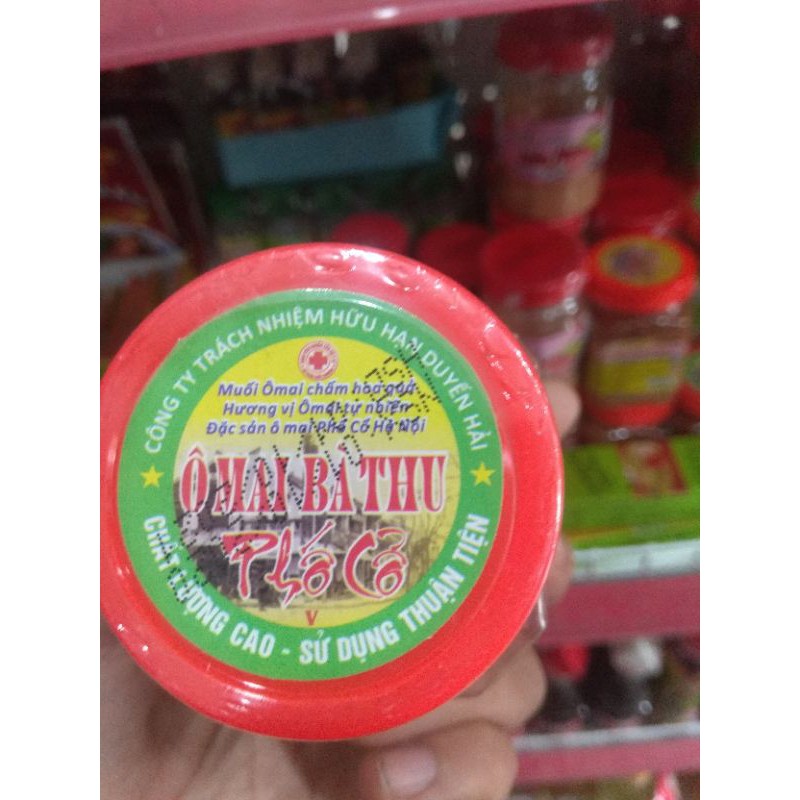 CÔNG TY TRÁCH NHIỆM HỮU HẠN DUYỂN HẢI
Muối Ômai chấm hoa quả
Hương vị Ômai tự nhiên
Đặc sản ô mai Phố Cổ Hà Nội
Ô MAI BÀ THU
Phố Cổ
V
CHẤT LƯỢNG CAO - SỬ DỤNG THUẬN TIỆN